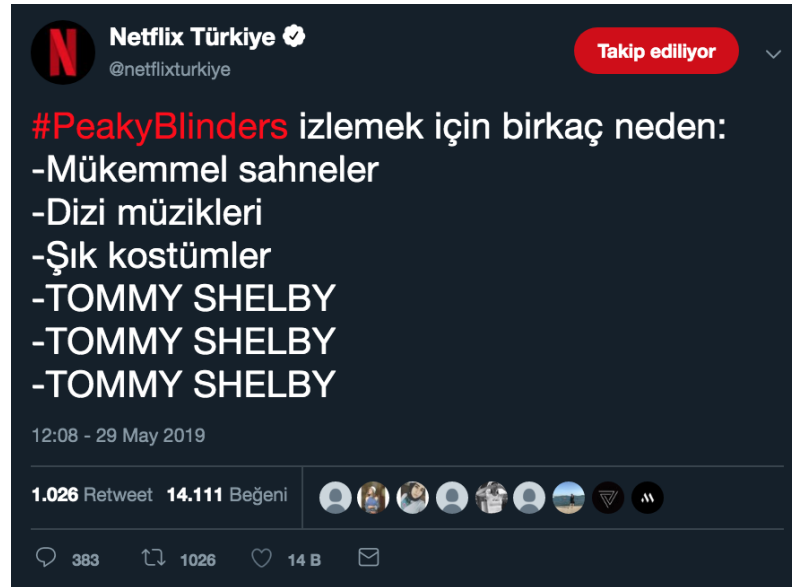 Netflix Türkiye
@netflixturkiye
Takip ediliyor
#PeakyBlinders izlemek için birkaç neden:
-Mükemmel sahneler
-Dizi müzikleri
-Şık kostümler
-TOMMY SHELBY
-TOMMY SHELBY
-TOMMY SHELBY
12:08 - 29 May 2019
1.026 Retweet 14.111 Beğeni
383 1026 14 B